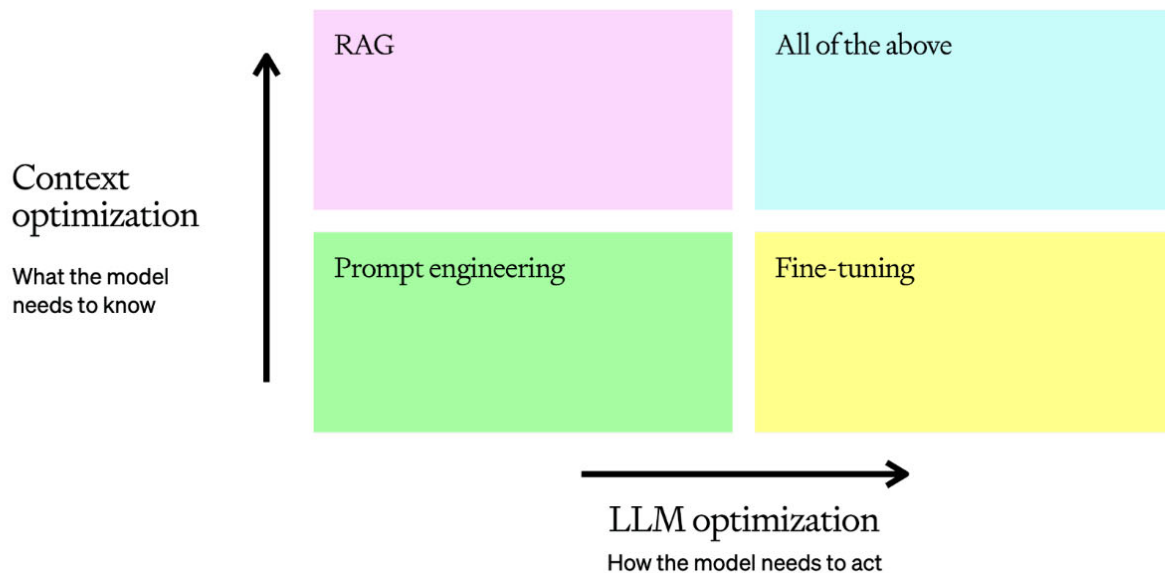 RAG
All of the above
Context
optimization
What the model
needs to know
Prompt engineering
Fine-tuning
LLM optimization
How the model needs to act